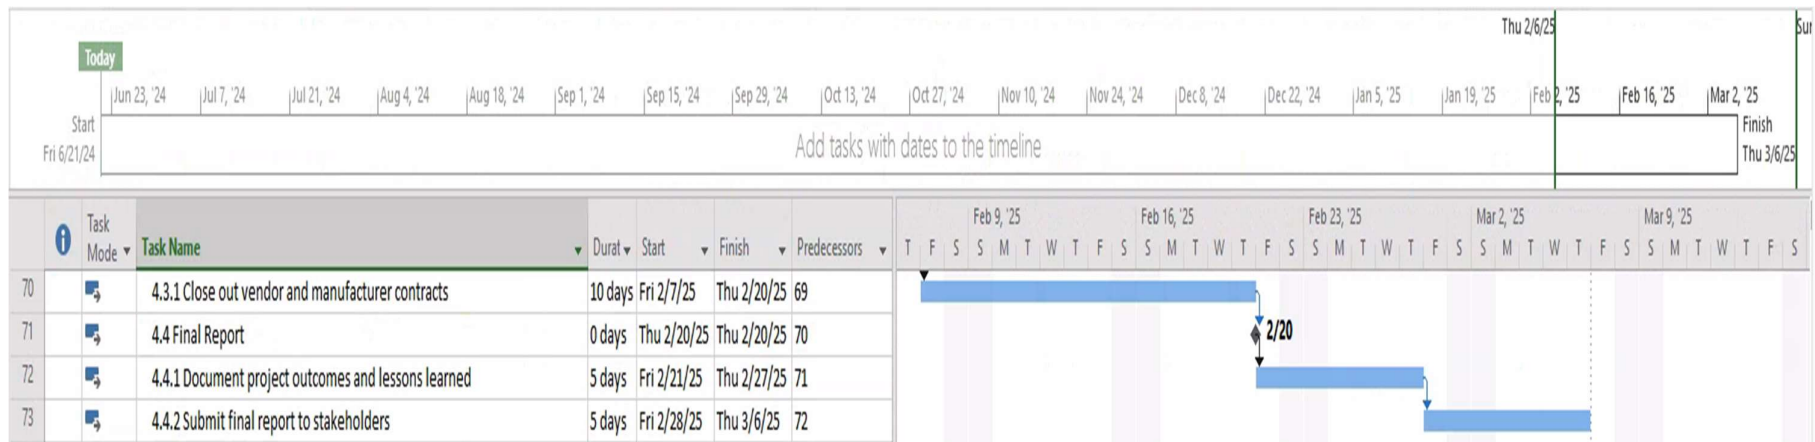 Thu 2/6/25
Sun
Today
Jun 23, '24 Jul 7, '24 Jul 21, '24 Aug 4, '24 Aug 18, '24 Sep 1, '24 Sep 15, '24 Sep 29, '24 Oct 13, '24 Oct 27, '24 Nov 10, '24 Nov 24, '24 Dec 8, '24 Dec 22, '24 Jan 5, '25 Jan 19, '25 Feb 2, '25 Feb 16, '25 Mar 2, '25
Start
Fri 6/21/24
Add tasks with dates to the timeline
Finish
Thu 3/6/25
Task Mode Task Name Durat Start Finish Predecessors
Feb 9, '25 Feb 16, '25 Feb 23, '25 Mar 2, '25 Mar 9, '25
T F S S M T W T F S S M T W T F S S M T W T F S S M T W T F S S M T W T F S
70 4.3.1 Close out vendor and manufacturer contracts 10 days Fri 2/7/25 Thu 2/20/25 69
71 4.4 Final Report 0 days Thu 2/20/25 Thu 2/20/25 70 2/20
72 4.4.1 Document project outcomes and lessons learned 5 days Fri 2/21/25 Thu 2/27/25 71
73 4.4.2 Submit final report to stakeholders 5 days Fri 2/28/25 Thu 3/6/25 72